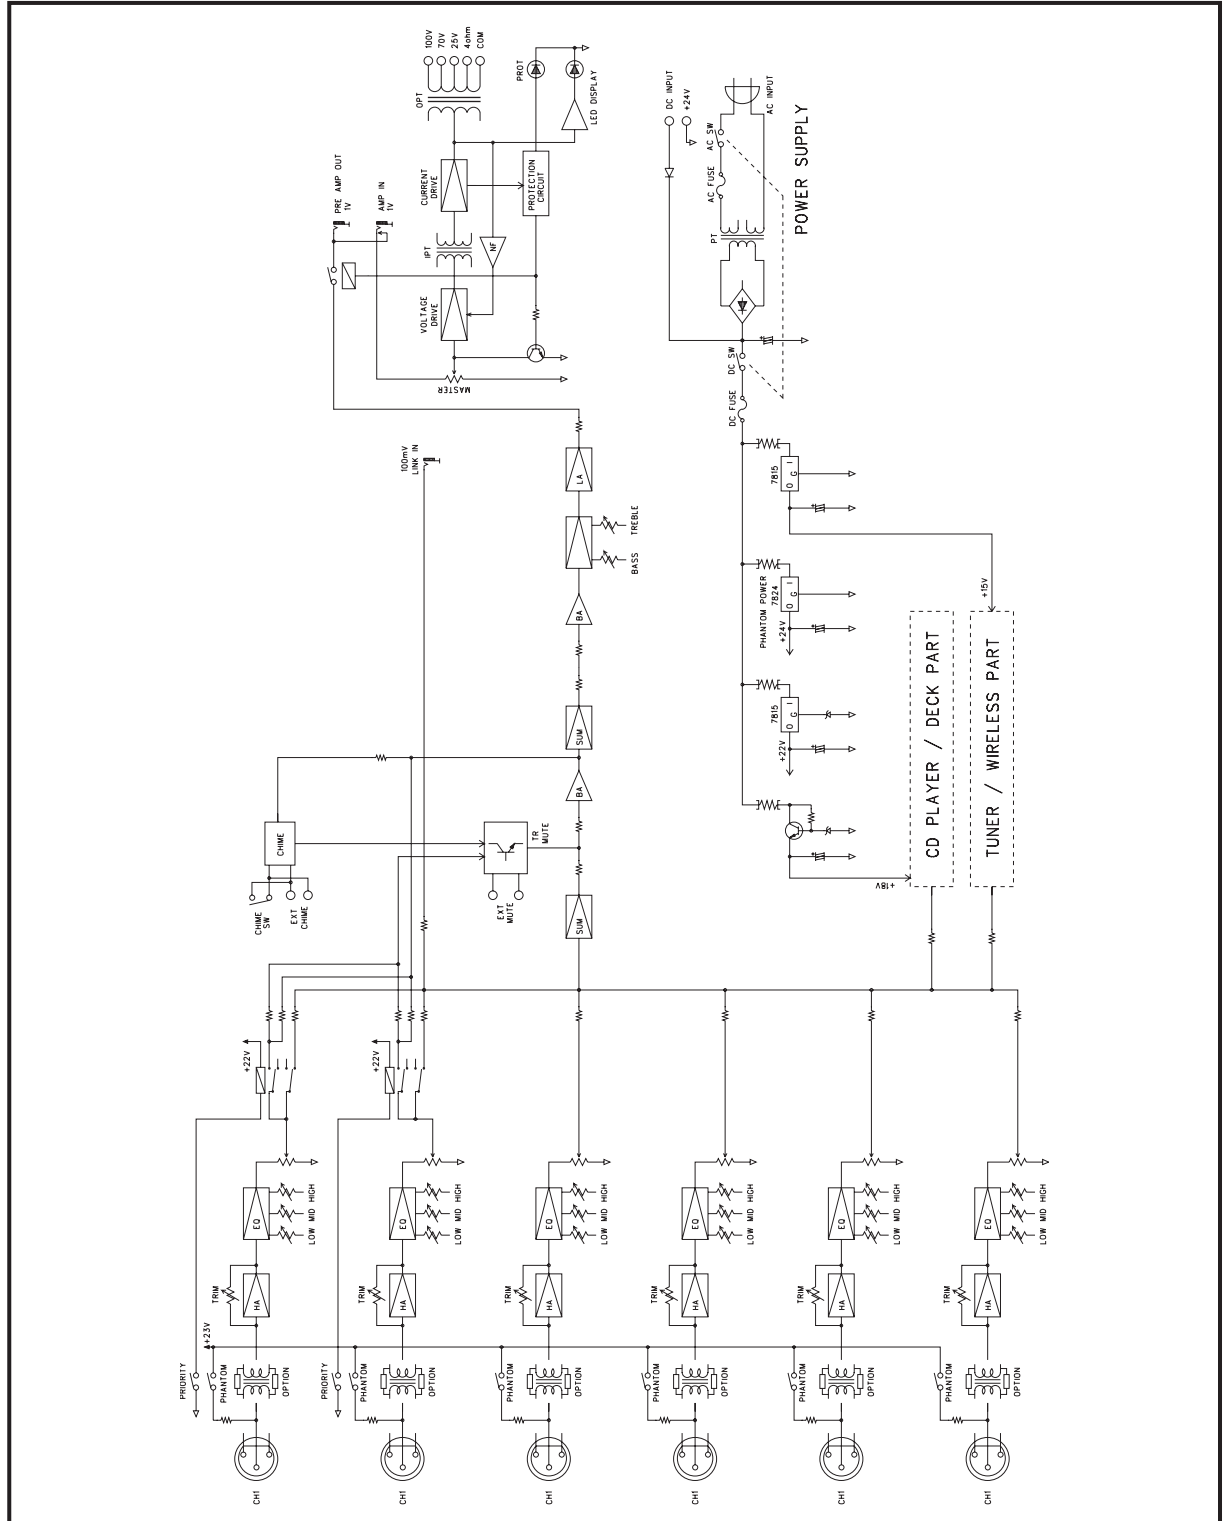 100V
70V
25V
4ohm
COM
OPT
PROT
LED DISPLAY
PRE AMP OUT
1V
AMP IN
1V
CURRENT
DRIVE
PROTECTION
CIRCUIT
IPT
NF
VOLTAGE
DRIVE
MASTER
DC INPUT
+24V
AC INPUT
AC SW
AC FUSE
PT
POWER SUPPLY
DC SW
DC FUSE
100mV
LINK IN
LA
TREBLE
BASS
BA
SUM
BA
TR
MUTE
EXT
MUTE
SUM
CHIME
CHIME
SW
EXT
CHIME
7815
O G I
+15V
PHANTOM POWER
7824
O G I
+24V
7815
O G I
+22V
+18V
CD PLAYER / DECK PART
TUNER / WIRELESS PART
+22V
+22V
EQ
LOW MID HIGH
EQ
LOW MID HIGH
EQ
LOW MID HIGH
EQ
LOW MID HIGH
EQ
LOW MID HIGH
EQ
LOW MID HIGH
TRIM
HA
TRIM
HA
TRIM
HA
TRIM
HA
TRIM
HA
TRIM
HA
+23V
PRIORITY
PHANTOM
OPTION
PRIORITY
PHANTOM
OPTION
PHANTOM
OPTION
PHANTOM
OPTION
PHANTOM
OPTION
PHANTOM
OPTION
CH1
CH1
CH1
CH1
CH1
CH1